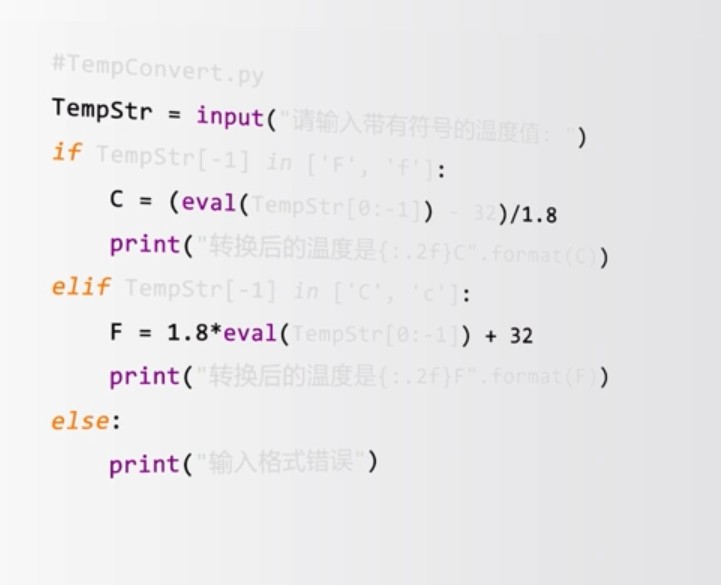 #TempConvert.py
TempStr = input("请输入带有符号的温度值: ")
if TempStr[-1] in ['F', 'f']:
    C = (eval(TempStr[0:-1]) - 32)/1.8
    print("转换后的温度是{:.2f}C".format(C))
elif TempStr[-1] in ['C', 'c']:
    F = 1.8*eval(TempStr[0:-1]) + 32
    print("转换后的温度是{:.2f}F".format(F))
else:
    print("输入格式错误")